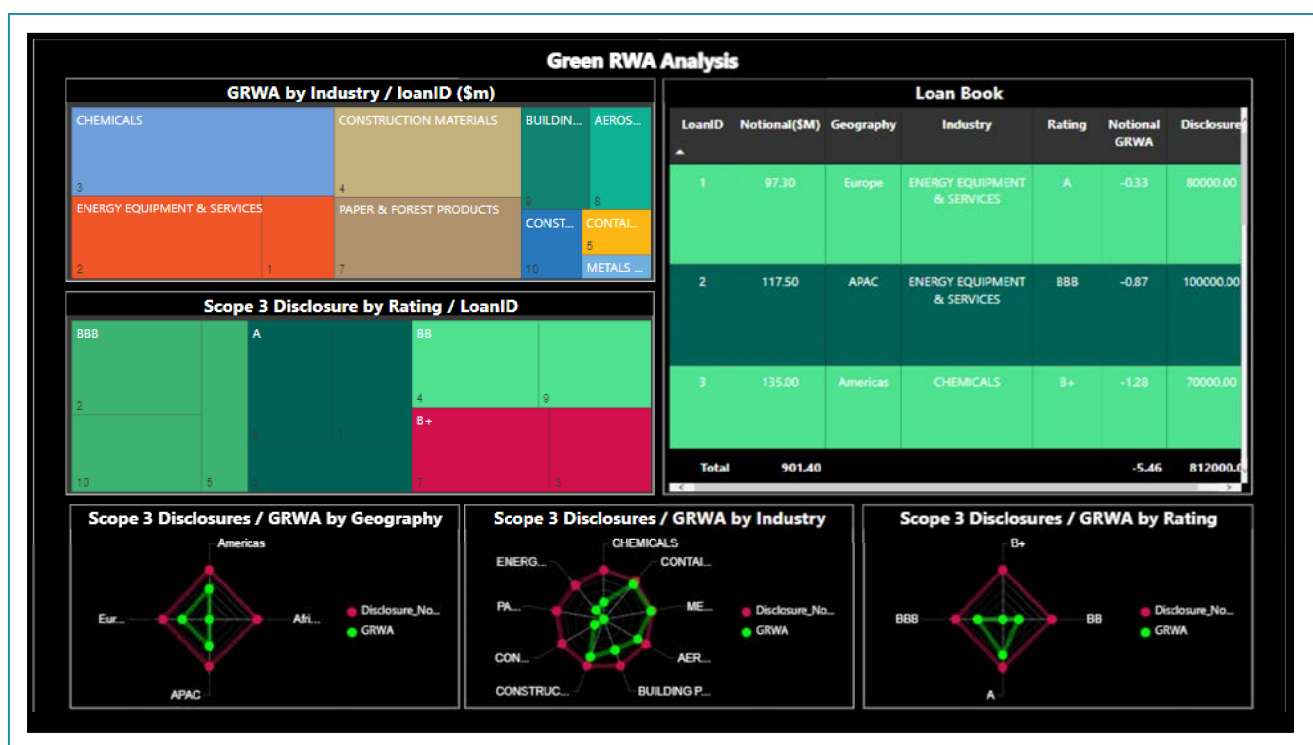 Green RWA Analysis
GRWA by Industry / loanID ($m)
CHEMICALS
3
CONSTRUCTION MATERIALS
4
BUILDIN...
9
AEROS...
8
ENERGY EQUIPMENT & SERVICES
2
1
PAPER & FOREST PRODUCTS
7
CONST...
10
CONTAI...
5
METALS ...
Scope 3 Disclosure by Rating / LoanID
BBB
2
10
5
A
BB
4
9
B+
7
3
Loan Book
LoanID Notional($M) Geography Industry Rating Notional GRWA Disclosure
1 97.30 Europe ENERGY EQUIPMENT & SERVICES A -0.33 80000.00
2 117.50 APAC ENERGY EQUIPMENT & SERVICES BBB -0.87 100000.00
3 135.00 Americas CHEMICALS B+ -1.28 70000.00
Total 901.40 -5.46 812000.0
Scope 3 Disclosures / GRWA by Geography
Americas
Eur...
Afri...
APAC
Disclosure_No...
GRWA
Scope 3 Disclosures / GRWA by Industry
CHEMICALS
ENERG...
CONTAI...
PA...
ME...
CON...
AER...
CONSTRUC...
BUILDING P...
Disclosure_No...
GRWA
Scope 3 Disclosures / GRWA by Rating
B+
BBB
BB
A
Disclosure_No...
GRWA